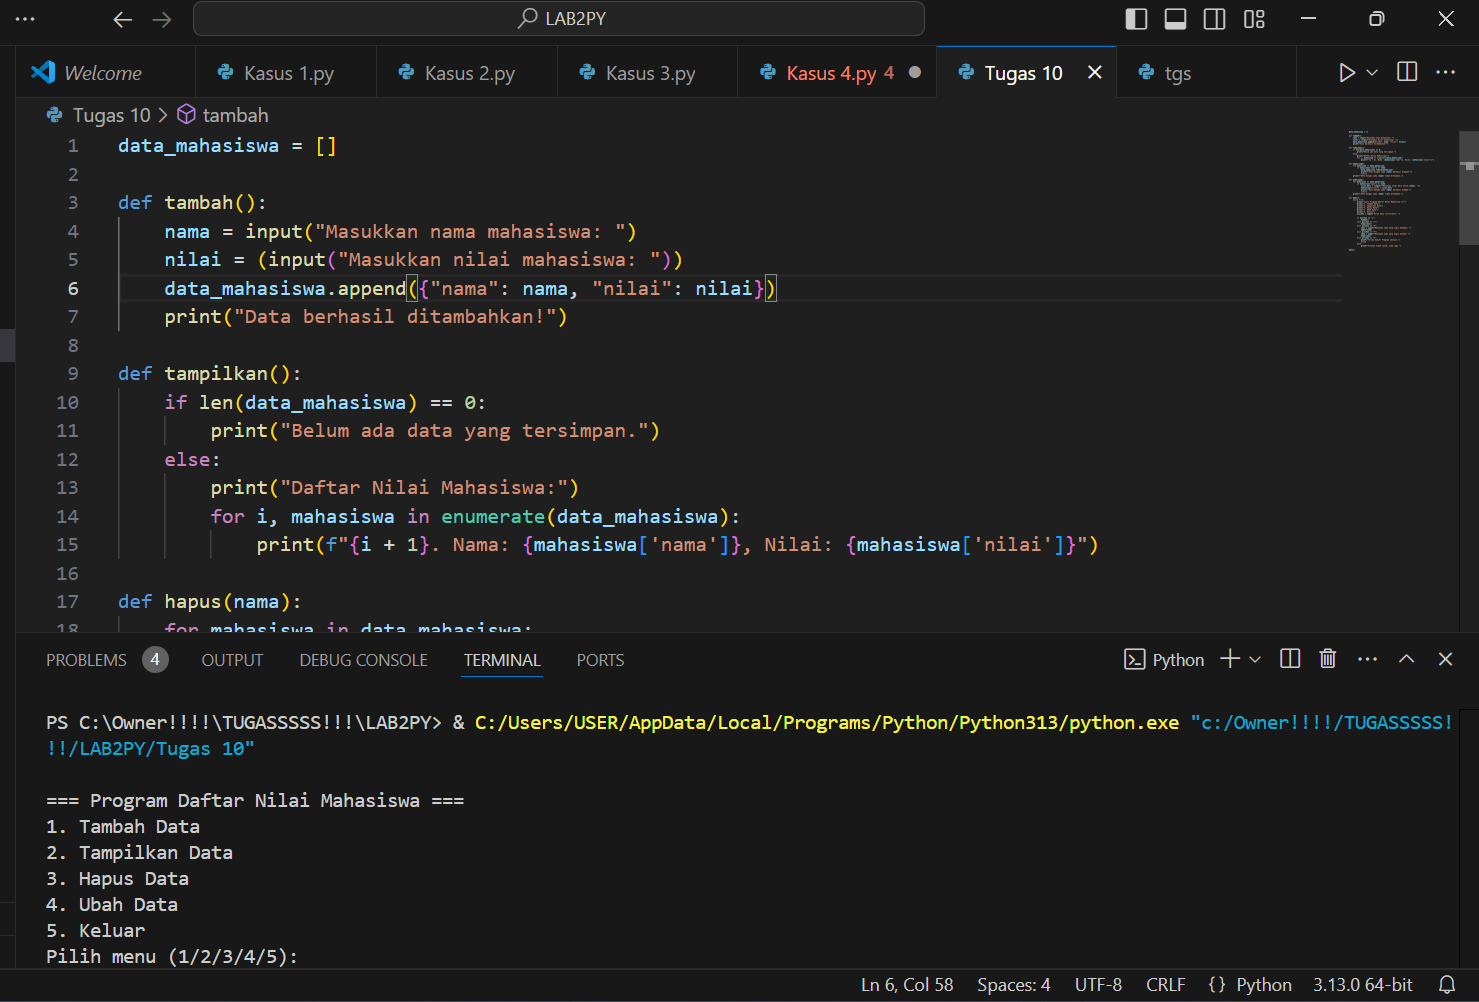 LAB2PY
Welcome
Kasus 1.py
Kasus 2.py
Kasus 3.py
Kasus 4.py 4
Tugas 10
tgs
Tugas 10 > tambah
1 data_mahasiswa = []
2
3 def tambah():
4 nama = input("Masukkan nama mahasiswa: ")
5 nilai = (input("Masukkan nilai mahasiswa: "))
6 data_mahasiswa.append({"nama": nama, "nilai": nilai})
7 print("Data berhasil ditambahkan!")
8
9 def tampilkan():
10 if len(data_mahasiswa) == 0:
11 print("Belum ada data yang tersimpan.")
12 else:
13 print("Daftar Nilai Mahasiswa:")
14 for i, mahasiswa in enumerate(data_mahasiswa):
15 print(f"{i + 1}. Nama: {mahasiswa['nama']}, Nilai: {mahasiswa['nilai']}")
16
17 def hapus(nama):
18 for mahasiswa in data_mahasiswa:
PROBLEMS 4 OUTPUT DEBUG CONSOLE TERMINAL PORTS
Python
PS C:\Owner!!!!\TUGASSSSS!!!\LAB2PY> & C:/Users/USER/AppData/Local/Programs/Python/Python313/python.exe "c:/Owner!!!!/TUGASSSSS!
!!/LAB2PY/Tugas 10"
=== Program Daftar Nilai Mahasiswa ===
1. Tambah Data
2. Tampilkan Data
3. Hapus Data
4. Ubah Data
5. Keluar
Pilih menu (1/2/3/4/5):
Ln 6, Col 58 Spaces: 4 UTF-8 CRLF {} Python 3.13.0 64-bit